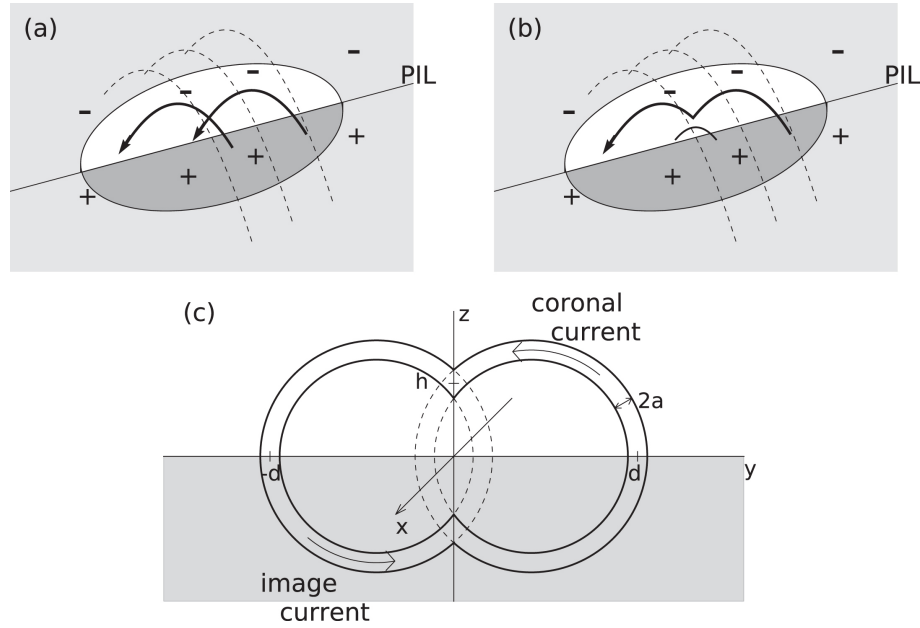 (a)
-
-
-
-
PIL
+
+
+
+
(b)
-
-
-
-
PIL
+
+
+
+
(c)
z
coronal
current
h
2a
-d
d
y
x
image
current